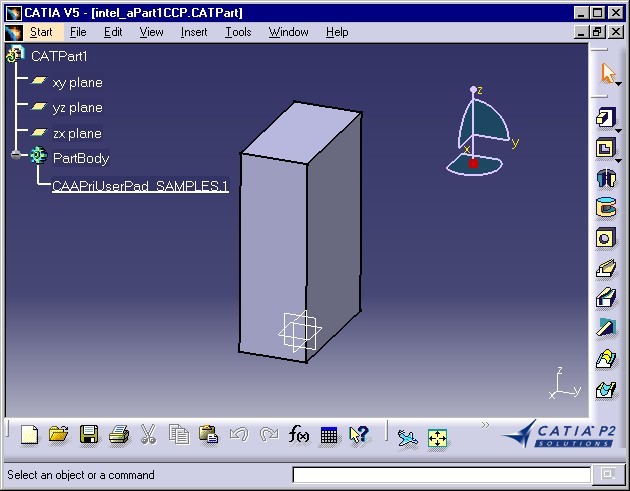 CATIA V5 - [intel_aPart1CCP.CATPart]
Start File Edit View Insert Tools Window Help
CATPart1
xy plane
yz plane
zx plane
PartBody
CAAPriUserPad_SAMPLES.1
z
y
x
z
x
y
f(x)
CATIA P2
SOLUTIONS
Select an object or a command